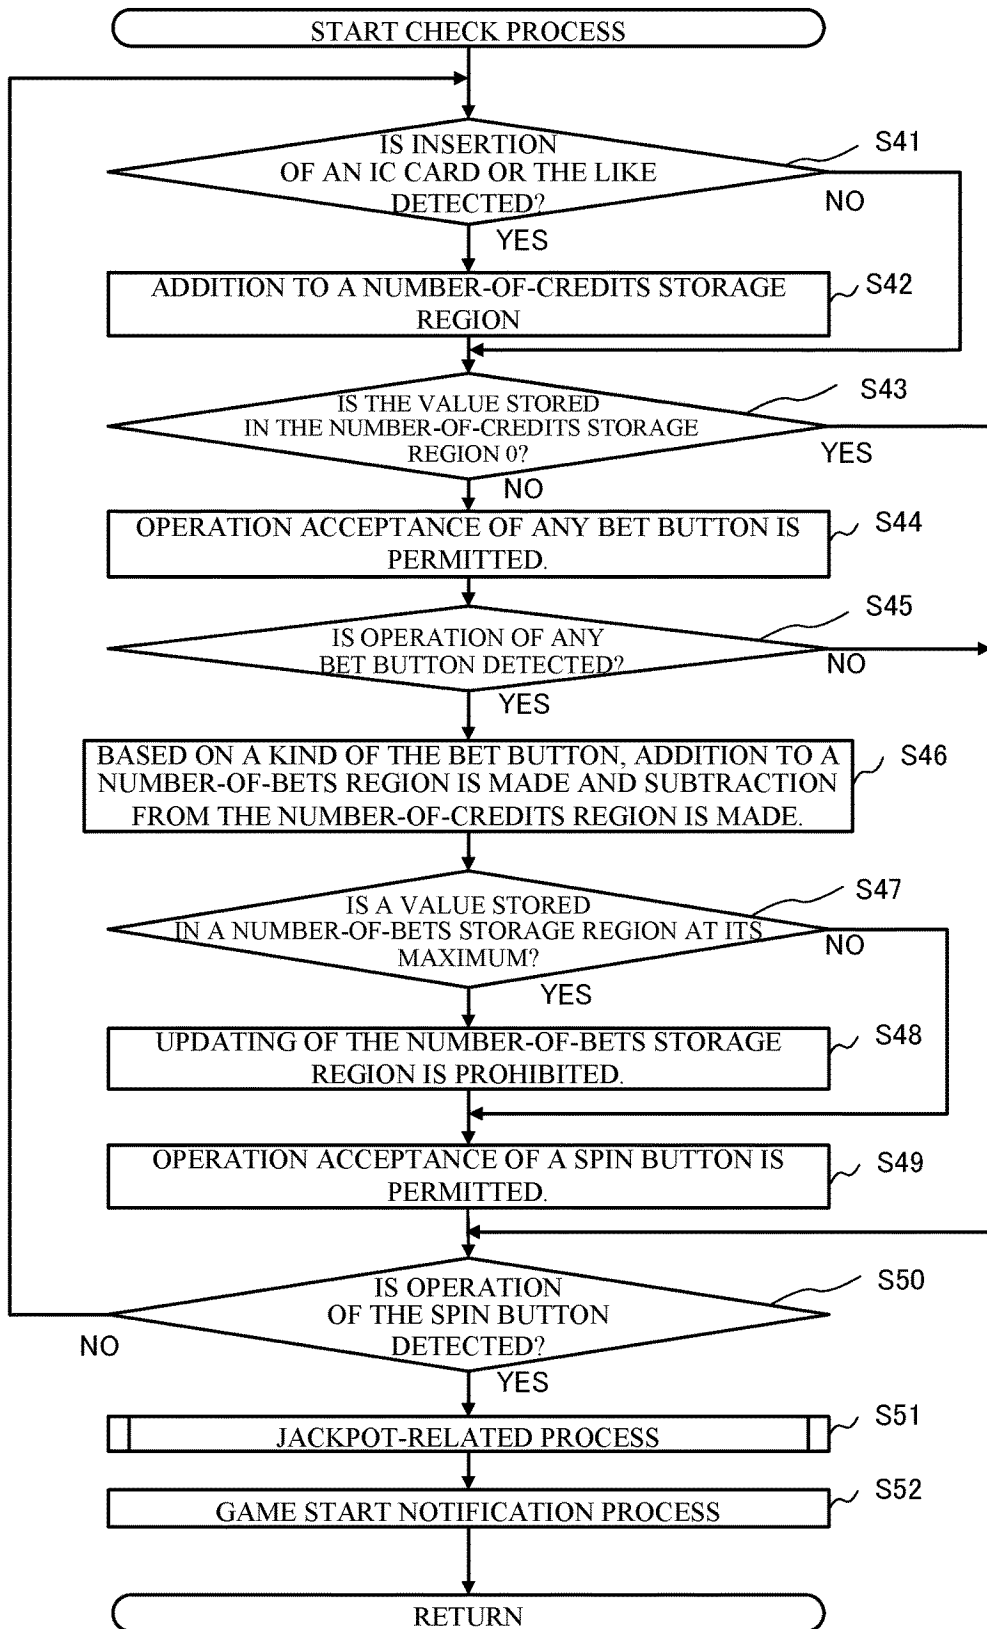 START CHECK PROCESS
IS INSERTION
OF AN IC CARD OR THE LIKE
DETECTED?
S41
NO
YES
ADDITION TO A NUMBER-OF-CREDITS STORAGE
REGION
S42
IS THE VALUE STORED
IN THE NUMBER-OF-CREDITS STORAGE
REGION 0?
S43
YES
NO
OPERATION ACCEPTANCE OF ANY BET BUTTON IS
PERMITTED.
S44
IS OPERATION OF ANY
BET BUTTON DETECTED?
S45
NO
YES
BASED ON A KIND OF THE BET BUTTON, ADDITION TO A
NUMBER-OF-BETS REGION IS MADE AND SUBTRACTION
FROM THE NUMBER-OF-CREDITS REGION IS MADE.
S46
IS A VALUE STORED
IN A NUMBER-OF-BETS STORAGE REGION AT ITS
MAXIMUM?
S47
NO
YES
UPDATING OF THE NUMBER-OF-BETS STORAGE
REGION IS PROHIBITED.
S48
OPERATION ACCEPTANCE OF A SPIN BUTTON IS
PERMITTED.
S49
IS OPERATION
OF THE SPIN BUTTON
DETECTED?
S50
NO
YES
JACKPOT-RELATED PROCESS
S51
GAME START NOTIFICATION PROCESS
S52
RETURN